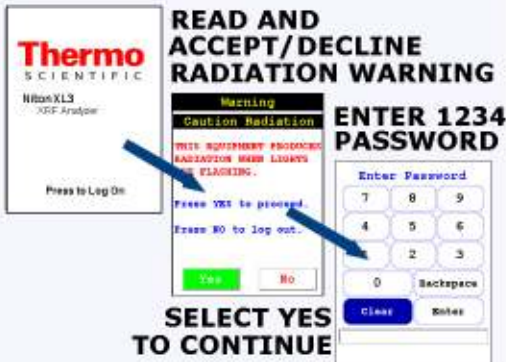 READ AND
ACCEPT/DECLINE
RADIATION WARNING
Thermo
SCIENTIFIC
Niton XL3
XRF Analyzer
Press to Log On
Warning
Caution Radiation
THIS EQUIPMENT PRODUCES
RADIATION WHEN LIGHTS
ARE FLASHING.
Press YES to proceed.
Press NO to log out.
Yes
No
SELECT YES
TO CONTINUE
ENTER 1234
PASSWORD
Enter Password
7 8 9
4 5 6
2 3
0 Backspace
Clear Enter